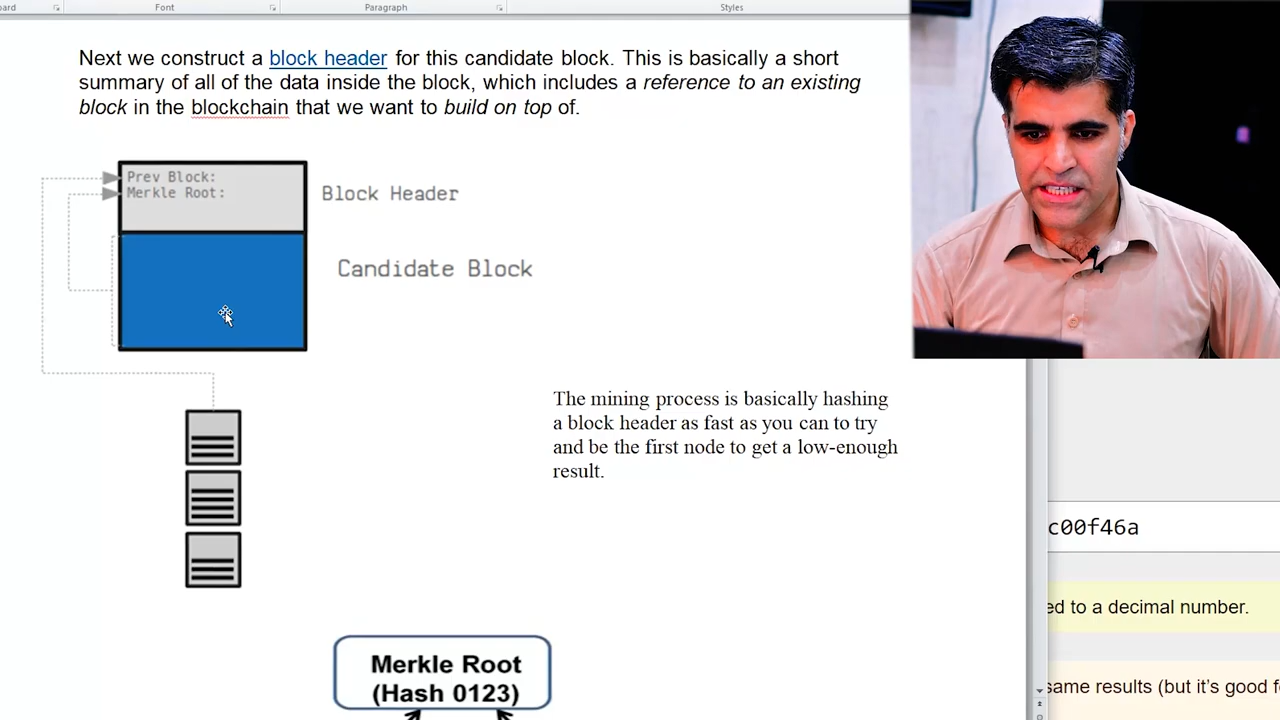 Font
Paragraph
Styles
Next we construct a block header for this candidate block. This is basically a short
summary of all of the data inside the block, which includes a reference to an existing
block in the blockchain that we want to build on top of.
Prev Block:
Merkle Root:
Block Header
Candidate Block
The mining process is basically hashing
a block header as fast as you can to try
and be the first node to get a low-enough
result.
c00f46a
ed to a decimal number.
same results (but it's good f
Merkle Root
(Hash 0123)